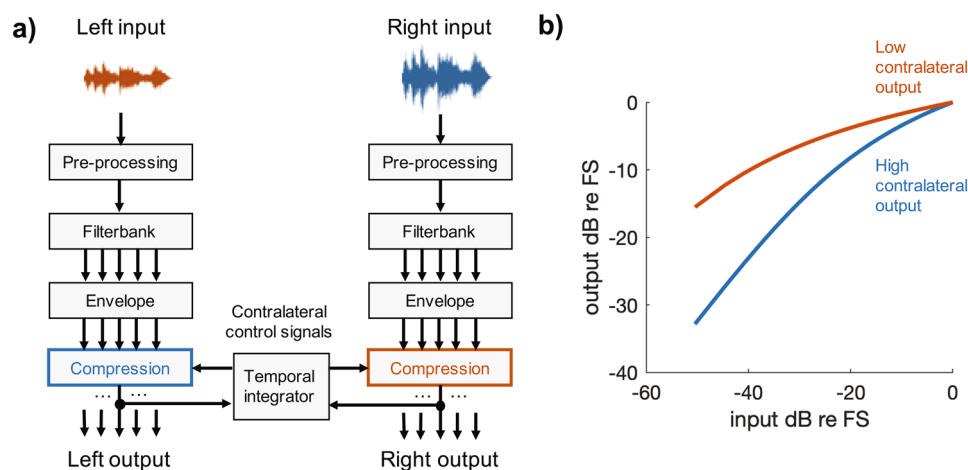 a)
Left input
Right input
Pre-processing
Pre-processing
Filterbank
Filterbank
Envelope
Envelope
Contralateral
control signals
Compression
Temporal
integrator
Compression
... ...
... ...
Left output
Right output
b)
Low
contralateral
output
High
contralateral
output
output dB re FS
0
-10
-20
-30
-40
-60
-40
-20
0
input dB re FS